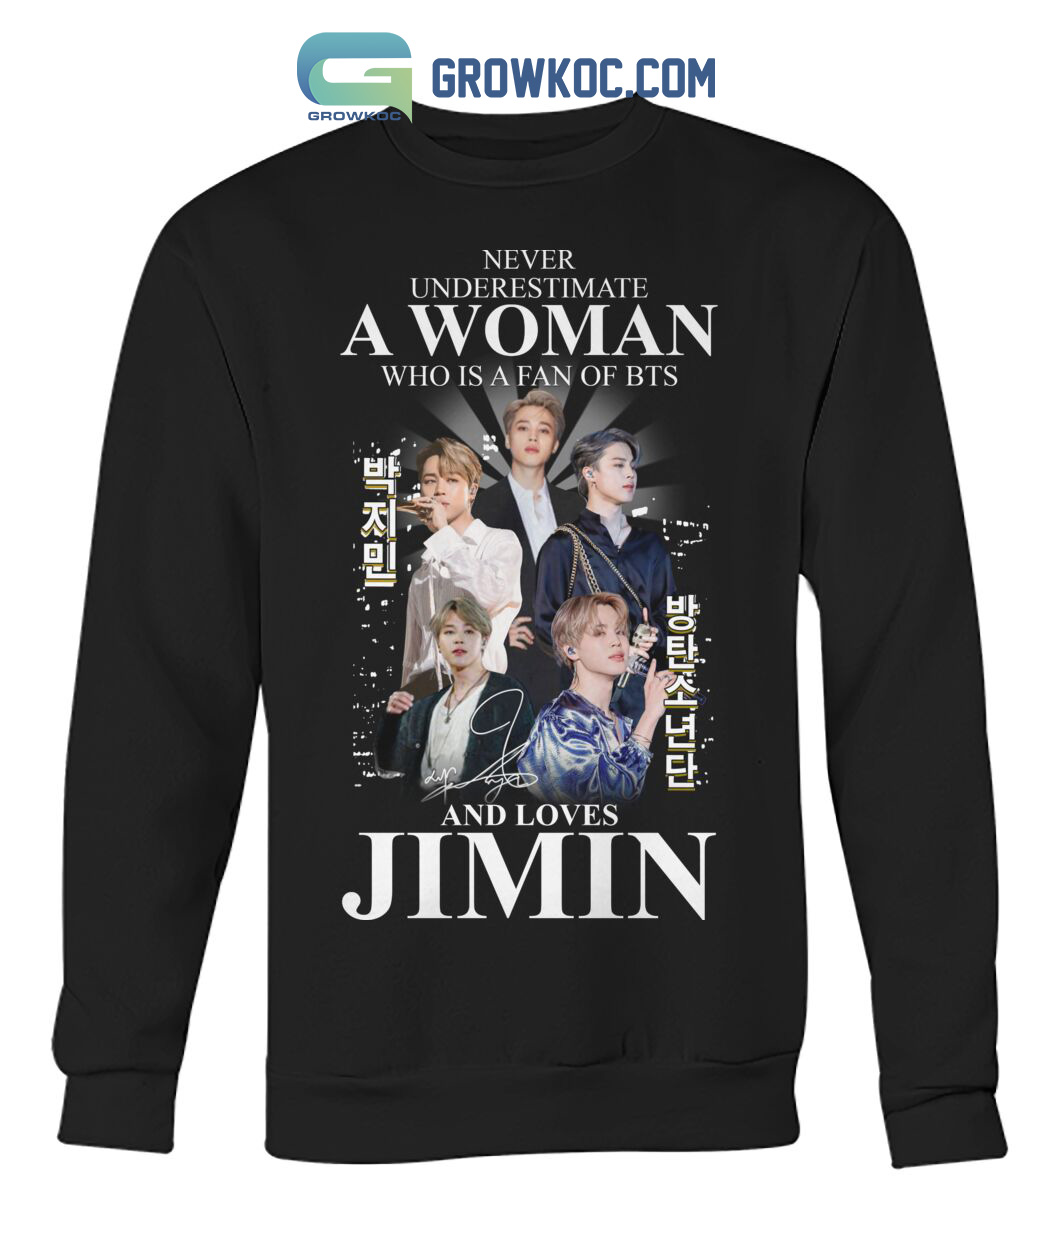 GROWKOC.COM
GROWKOC
NEVER
UNDERESTIMATE
A WOMAN
WHO IS A FAN OF BTS
박지민
방탄소년단
AND LOVES
JIMIN